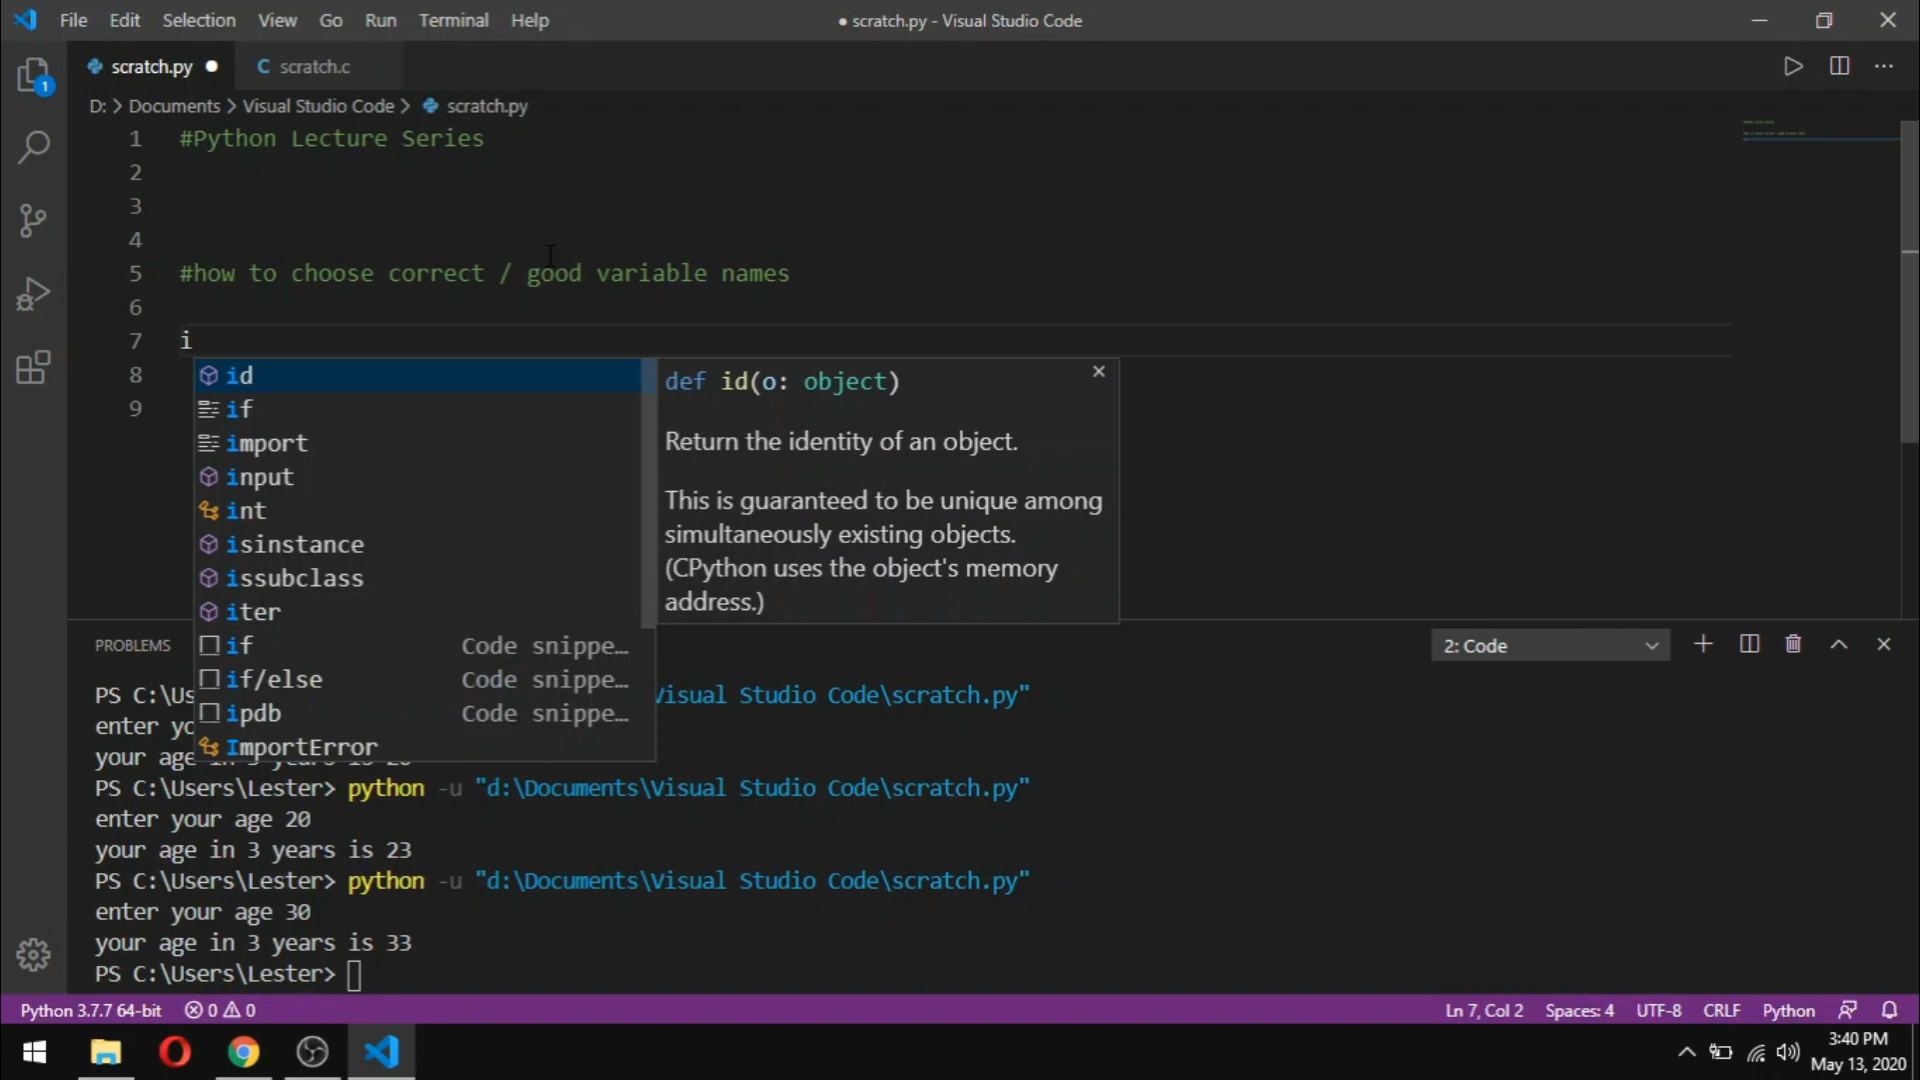 File Edit Selection View Go Run Terminal Help
● scratch.py - Visual Studio Code
1
scratch.py ●
C scratch.c
D: > Documents > Visual Studio Code > scratch.py
1 #Python Lecture Series
2
3
4
5 #how to choose correct / good variable names
6
7 i
8
9
id
if
import
input
int
isinstance
issubclass
iter
if Code snippe…
if/else Code snippe…
ipdb Code snippe…
ImportError
def id(o: object)
Return the identity of an object.
This is guaranteed to be unique among
simultaneously existing objects.
(CPython uses the object's memory
address.)
PROBLEMS
2: Code
PS C:\Us Visual Studio Code\scratch.py"
enter yo
your age in 3 years is
PS C:\Users\Lester> python -u "d:\Documents\Visual Studio Code\scratch.py"
enter your age 20
your age in 3 years is 23
PS C:\Users\Lester> python -u "d:\Documents\Visual Studio Code\scratch.py"
enter your age 30
your age in 3 years is 33
PS C:\Users\Lester>
Python 3.7.7 64-bit 0 0
Ln 7, Col 2 Spaces: 4 UTF-8 CRLF Python
3:40 PM
May 13, 2020